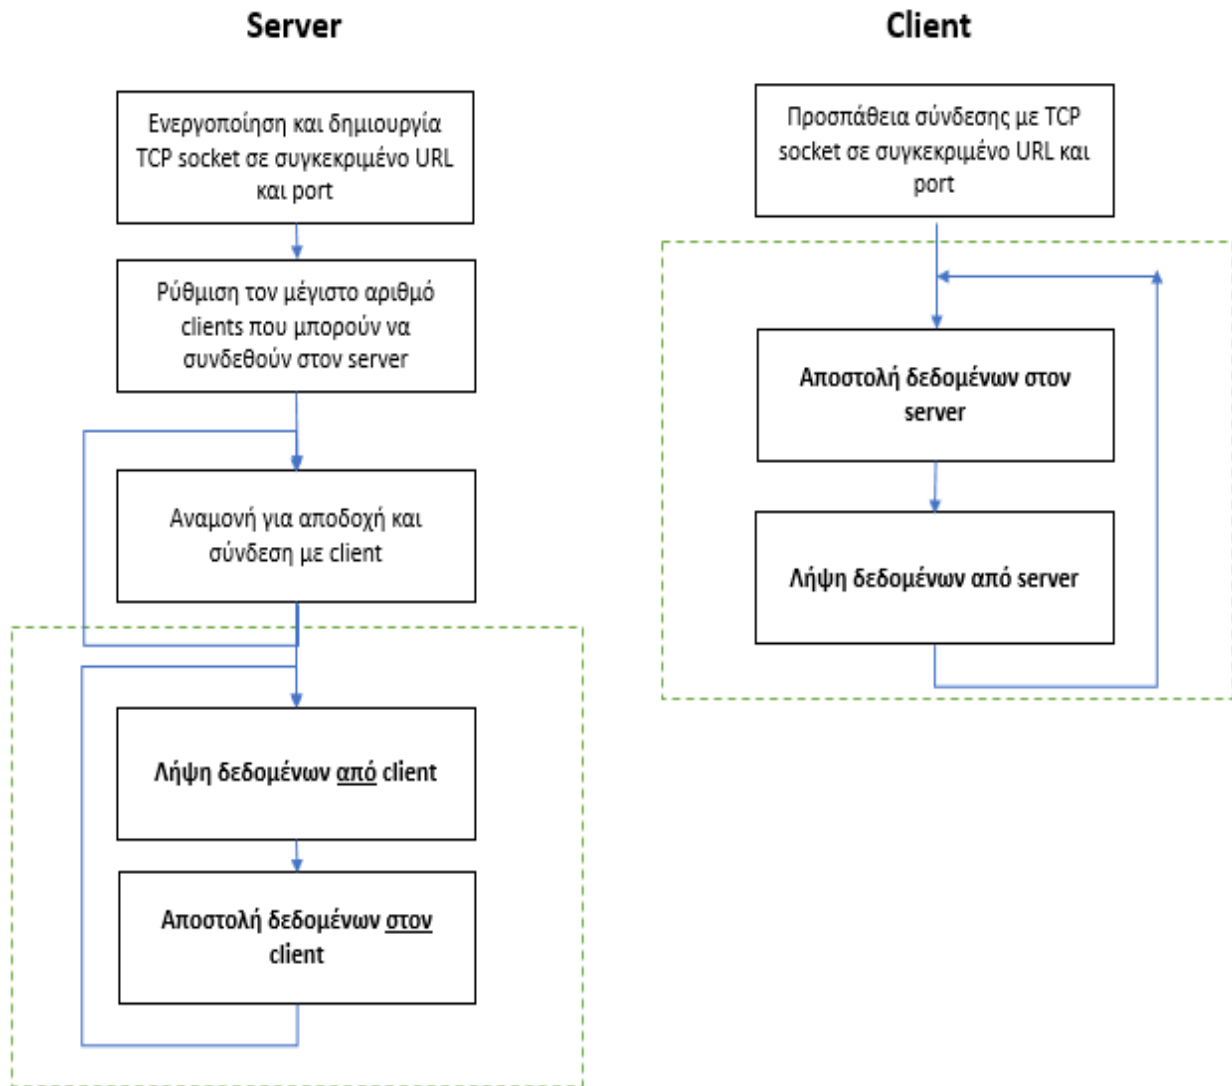 Server
Ενεργοποίηση και δημιουργία
TCP socket σε συγκεκριμένο URL
και port
Ρύθμιση τον μέγιστο αριθμό
clients που μπορούν να
συνδεθούν στον server
Αναμονή για αποδοχή και
σύνδεση με client
Λήψη δεδομένων από client
Αποστολή δεδομένων στον
client
Client
Προσπάθεια σύνδεσης με TCP
socket σε συγκεκριμένο URL και
port
Αποστολή δεδομένων στον
server
Λήψη δεδομένων από server